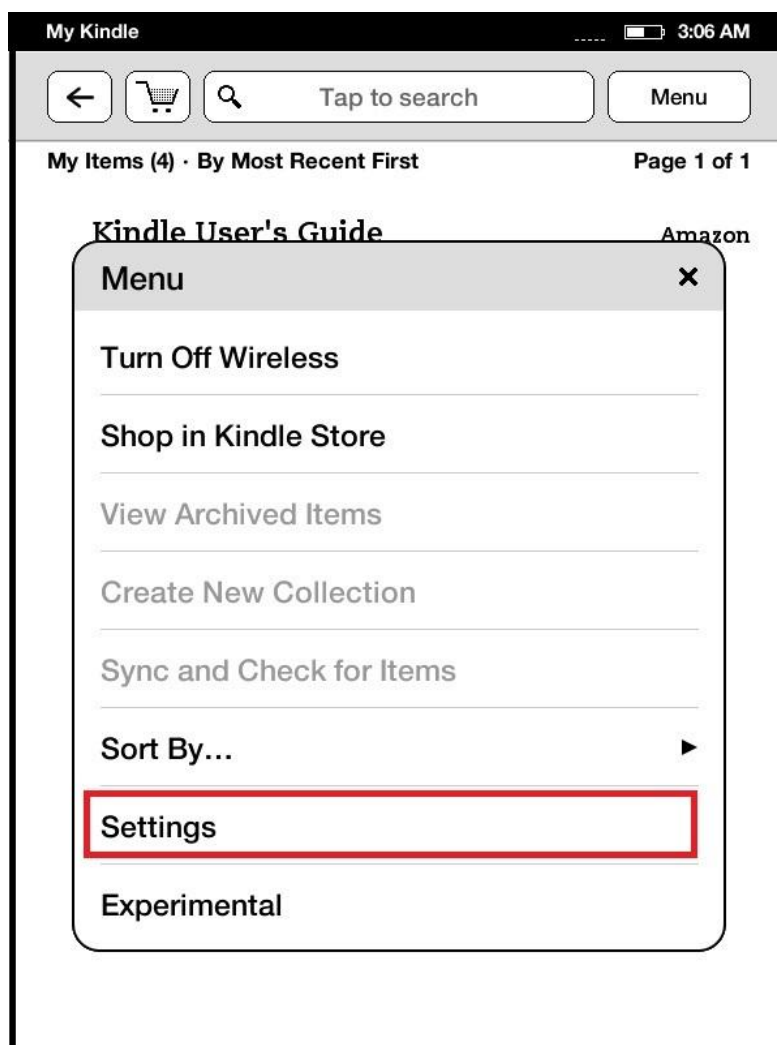 My Kindle 3:06 AM
Tap to search Menu
My Items (4) · By Most Recent First Page 1 of 1
Kindle User's Guide Amazon
Menu
Turn Off Wireless
Shop in Kindle Store
View Archived Items
Create New Collection
Sync and Check for Items
Sort By...
Settings
Experimental